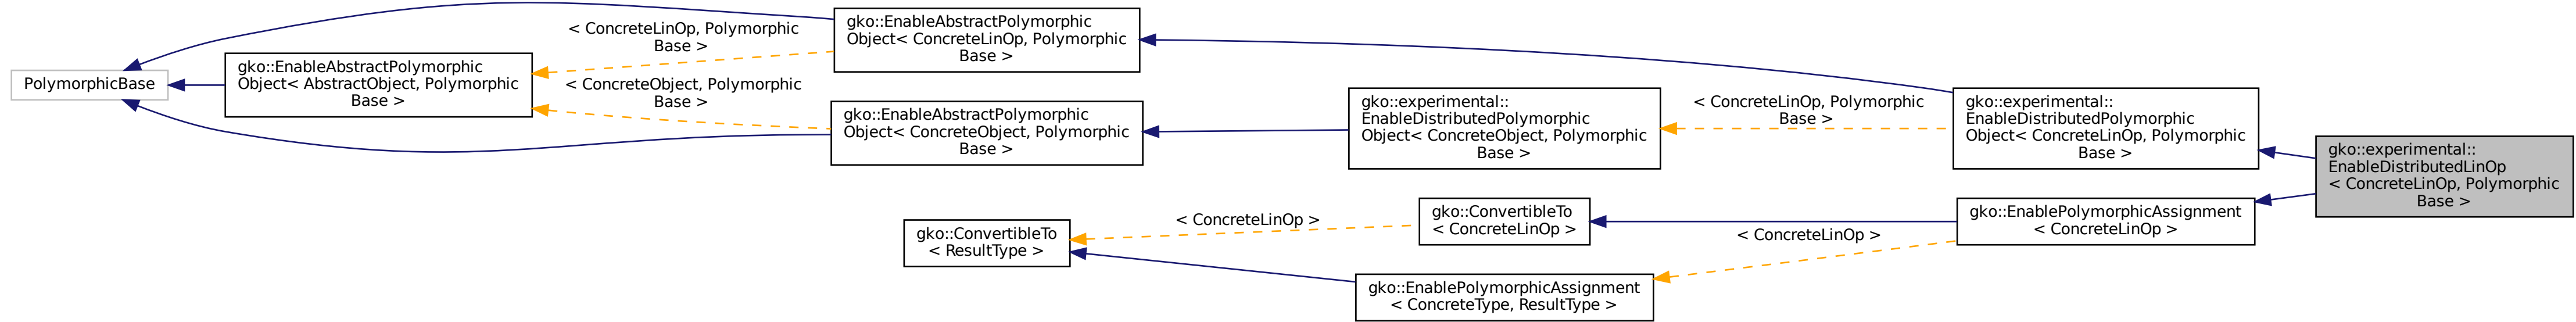 PolymorphicBase
gko::EnableAbstractPolymorphic
Object< AbstractObject, Polymorphic
Base >
< ConcreteLinOp, Polymorphic
Base >
< ConcreteObject, Polymorphic
Base >
gko::EnableAbstractPolymorphic
Object< ConcreteLinOp, Polymorphic
Base >
gko::EnableAbstractPolymorphic
Object< ConcreteObject, Polymorphic
Base >
gko::experimental::
EnableDistributedPolymorphic
Object< ConcreteObject, Polymorphic
Base >
< ConcreteLinOp, Polymorphic
Base >
gko::experimental::
EnableDistributedPolymorphic
Object< ConcreteLinOp, Polymorphic
Base >
gko::experimental::
EnableDistributedLinOp
< ConcreteLinOp, Polymorphic
Base >
gko::ConvertibleTo
< ResultType >
< ConcreteLinOp >
gko::ConvertibleTo
< ConcreteLinOp >
< ConcreteLinOp >
gko::EnablePolymorphicAssignment
< ConcreteLinOp >
gko::EnablePolymorphicAssignment
< ConcreteType, ResultType >